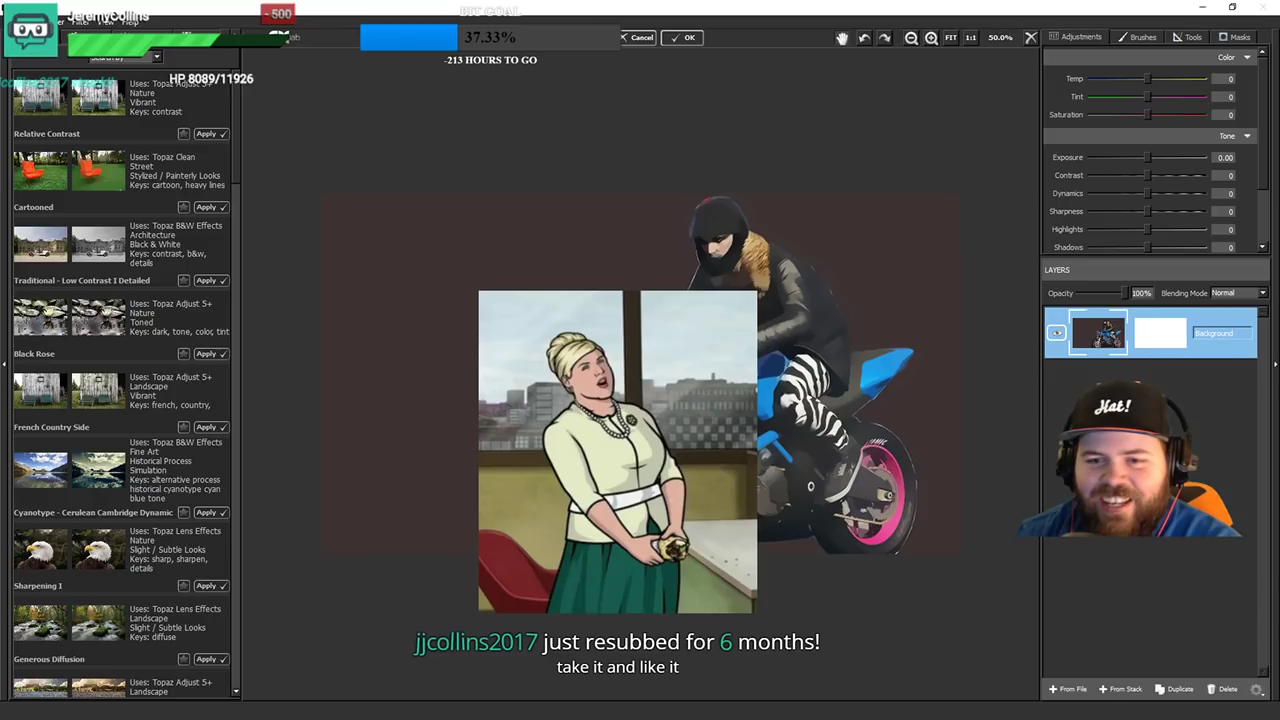 JeremyCollins
- 500
BIT GOAL
37.33%
-213 HOURS TO GO
HP 8089/11926
Cancel
OK
1:1
FIT
50.0%
Uses: Topaz Adjust 5+
Nature
Vibrant
Keys: contrast
Relative Contrast
Apply
Uses: Topaz Clean
Street
Stylized / Painterly Looks
Keys: cartoon, heavy lines
Cartooned
Apply
Uses: Topaz B&W Effects
Architecture
Black & White
Keys: contrast, b&w,
details
Traditional - Low Contrast I Detailed
Apply
Uses: Topaz Adjust 5+
Nature
Toned
Keys: dark, tone, color, tint
Black Rose
Apply
Uses: Topaz Adjust 5+
Landscape
Vibrant
Keys: french, country,
French Country Side
Apply
Uses: Topaz B&W Effects
Fine Art
Historical Process
Simulation
Keys: alternative process
historical cyanotype cyan
blue tone
Cyanotype - Cerulean Cambridge Dynamic
Apply
Uses: Topaz Lens Effects
Nature
Slight / Subtle Looks
Keys: sharp, sharpen,
details
Sharpening I
Apply
Uses: Topaz Lens Effects
Landscape
Slight / Subtle Looks
Keys: diffuse
Generous Diffusion
Apply
Uses: Topaz Adjust 5+
Landscape
jjcollins2017 just resubbed for 6 months!
take it and like it
Adjustments
Brushes
Tools
Masks
Color
Temp 0
Tint 0
Saturation 0
Tone
Exposure 0.00
Contrast 0
Dynamics 0
Sharpness 0
Highlights 0
Shadows 0
LAYERS
Opacity 100% Blending Mode Normal
Background
Hat!
From File
From Stack
Duplicate
Delete